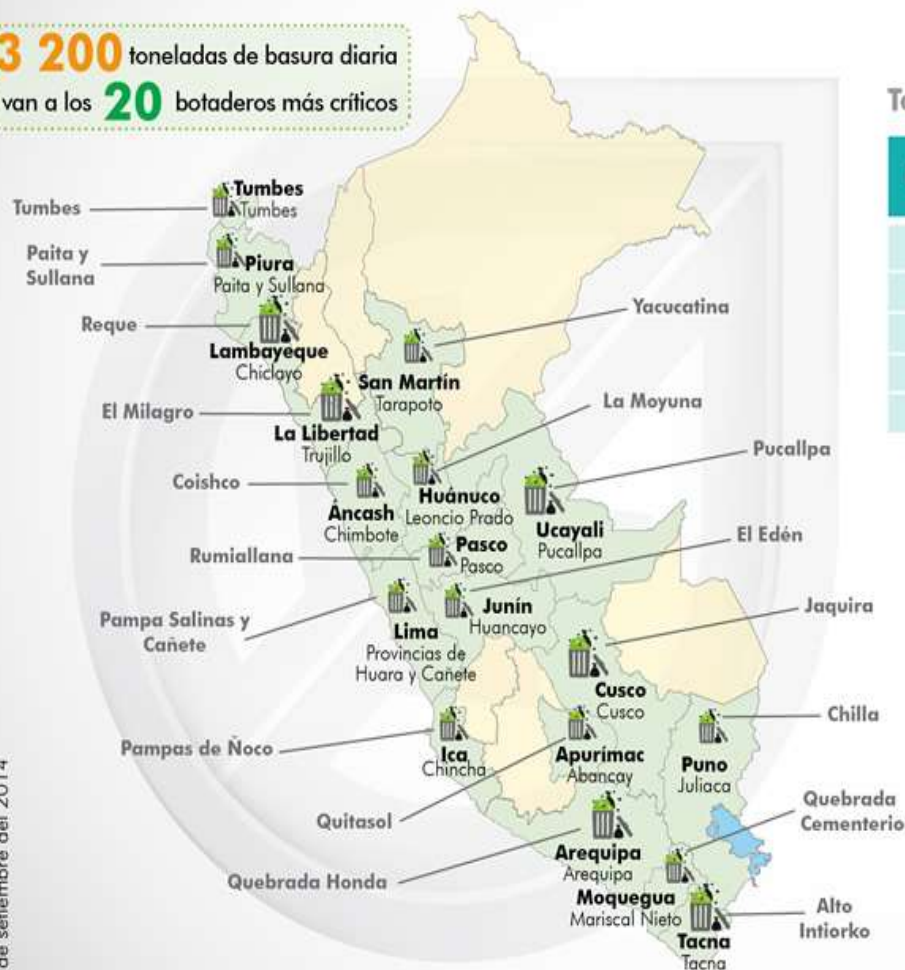 3 200 toneladas de basura diaria
van a los 20 botaderos más críticos
Tumbes
Tumbes
Tumbes
Paita y
Sullana
Piura
Paita y Sullana
Reque
Lambayeque
Chiclayo
Yacucatina
San Martín
Tarapoto
El Milagro
La Libertad
Trujillo
La Moyuna
Coishco
Áncash
Chimbote
Huánuco
Leoncio Prado
Pucallpa
Ucayali
Pucallpa
Rumiallana
Pasco
Pasco
El Edén
Junín
Huancayo
Pampa Salinas y
Cañete
Lima
Provincias de
Huara y Cañete
Jaquira
Cusco
Cusco
Pampas de Ñoco
Ica
Chincha
Chilla
Puno
Juliaca
Quitasol
Apurímac
Abancay
Quebrada
Cementerio
Quebrada Honda
Arequipa
Arequipa
Moquegua
Mariscal Nieto
Alto
Intiorko
Tacna
Tacna
de setiembre del 2014